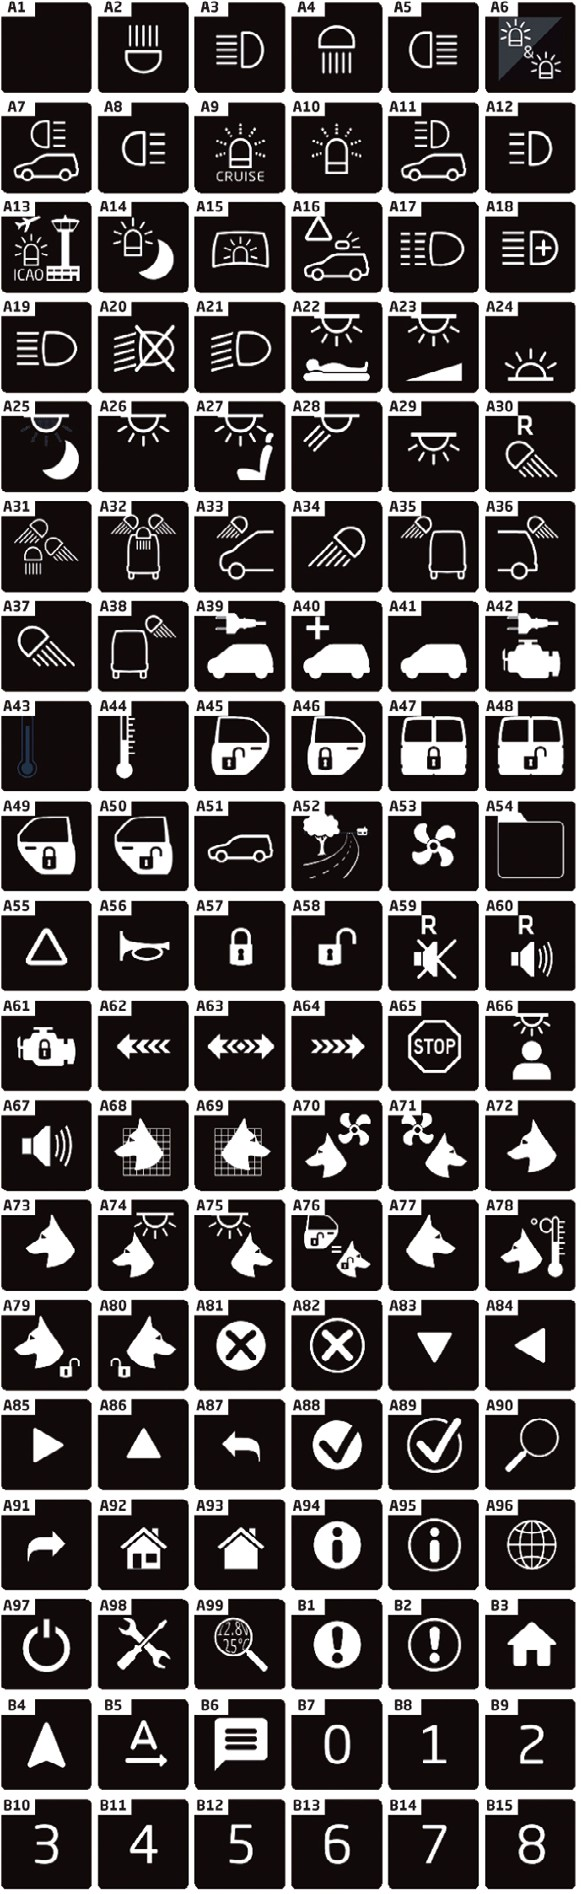 A1 A2 A3 A4 A5 A6
&
A7 A8 A9 A10 A11 A12
CRUISE
A13 A14 A15 A16 A17 A18
ICAO
A19 A20 A21 A22 A23 A24
A25 A26 A27 A28 A29 A30
R
A31 A32 A33 A34 A35 A36
A37 A38 A39 A40 A41 A42
A43 A44 A45 A46 A47 A48
A49 A50 A51 A52 A53 A54
A55 A56 A57 A58 A59 A60
R R
A61 A62 A63 A64 A65 A66
STOP
A67 A68 A69 A70 A71 A72
A73 A74 A75 A76 A77 A78
=
°C
A79 A80 A81 A82 A83 A84
A85 A86 A87 A88 A89 A90
A91 A92 A93 A94 A95 A96
i i
A97 A98 A99 B1 B2 B3
12.8V
25°C
! !
B4 B5 B6 B7 B8 B9
A 0 1 2
B10 B11 B12 B13 B14 B15
3 4 5 6 7 8